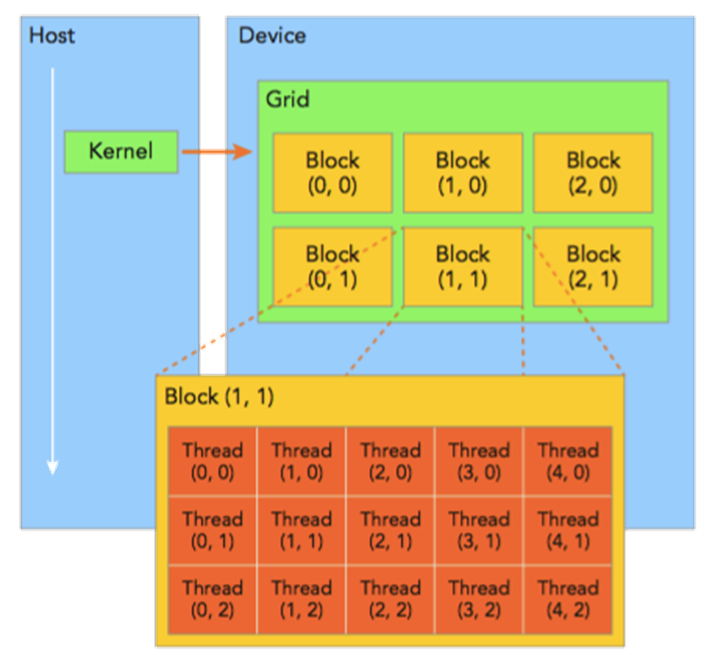 Host
Device
Grid
Kernel
Block
(0, 0)
Block
(1, 0)
Block
(2, 0)
Block
(0, 1)
Block
(1, 1)
Block
(2, 1)
Block (1, 1)
Thread
(0, 0)
Thread
(1, 0)
Thread
(2, 0)
Thread
(3, 0)
Thread
(4, 0)
Thread
(0, 1)
Thread
(1, 1)
Thread
(2, 1)
Thread
(3, 1)
Thread
(4, 1)
Thread
(0, 2)
Thread
(1, 2)
Thread
(2, 2)
Thread
(3, 2)
Thread
(4, 2)